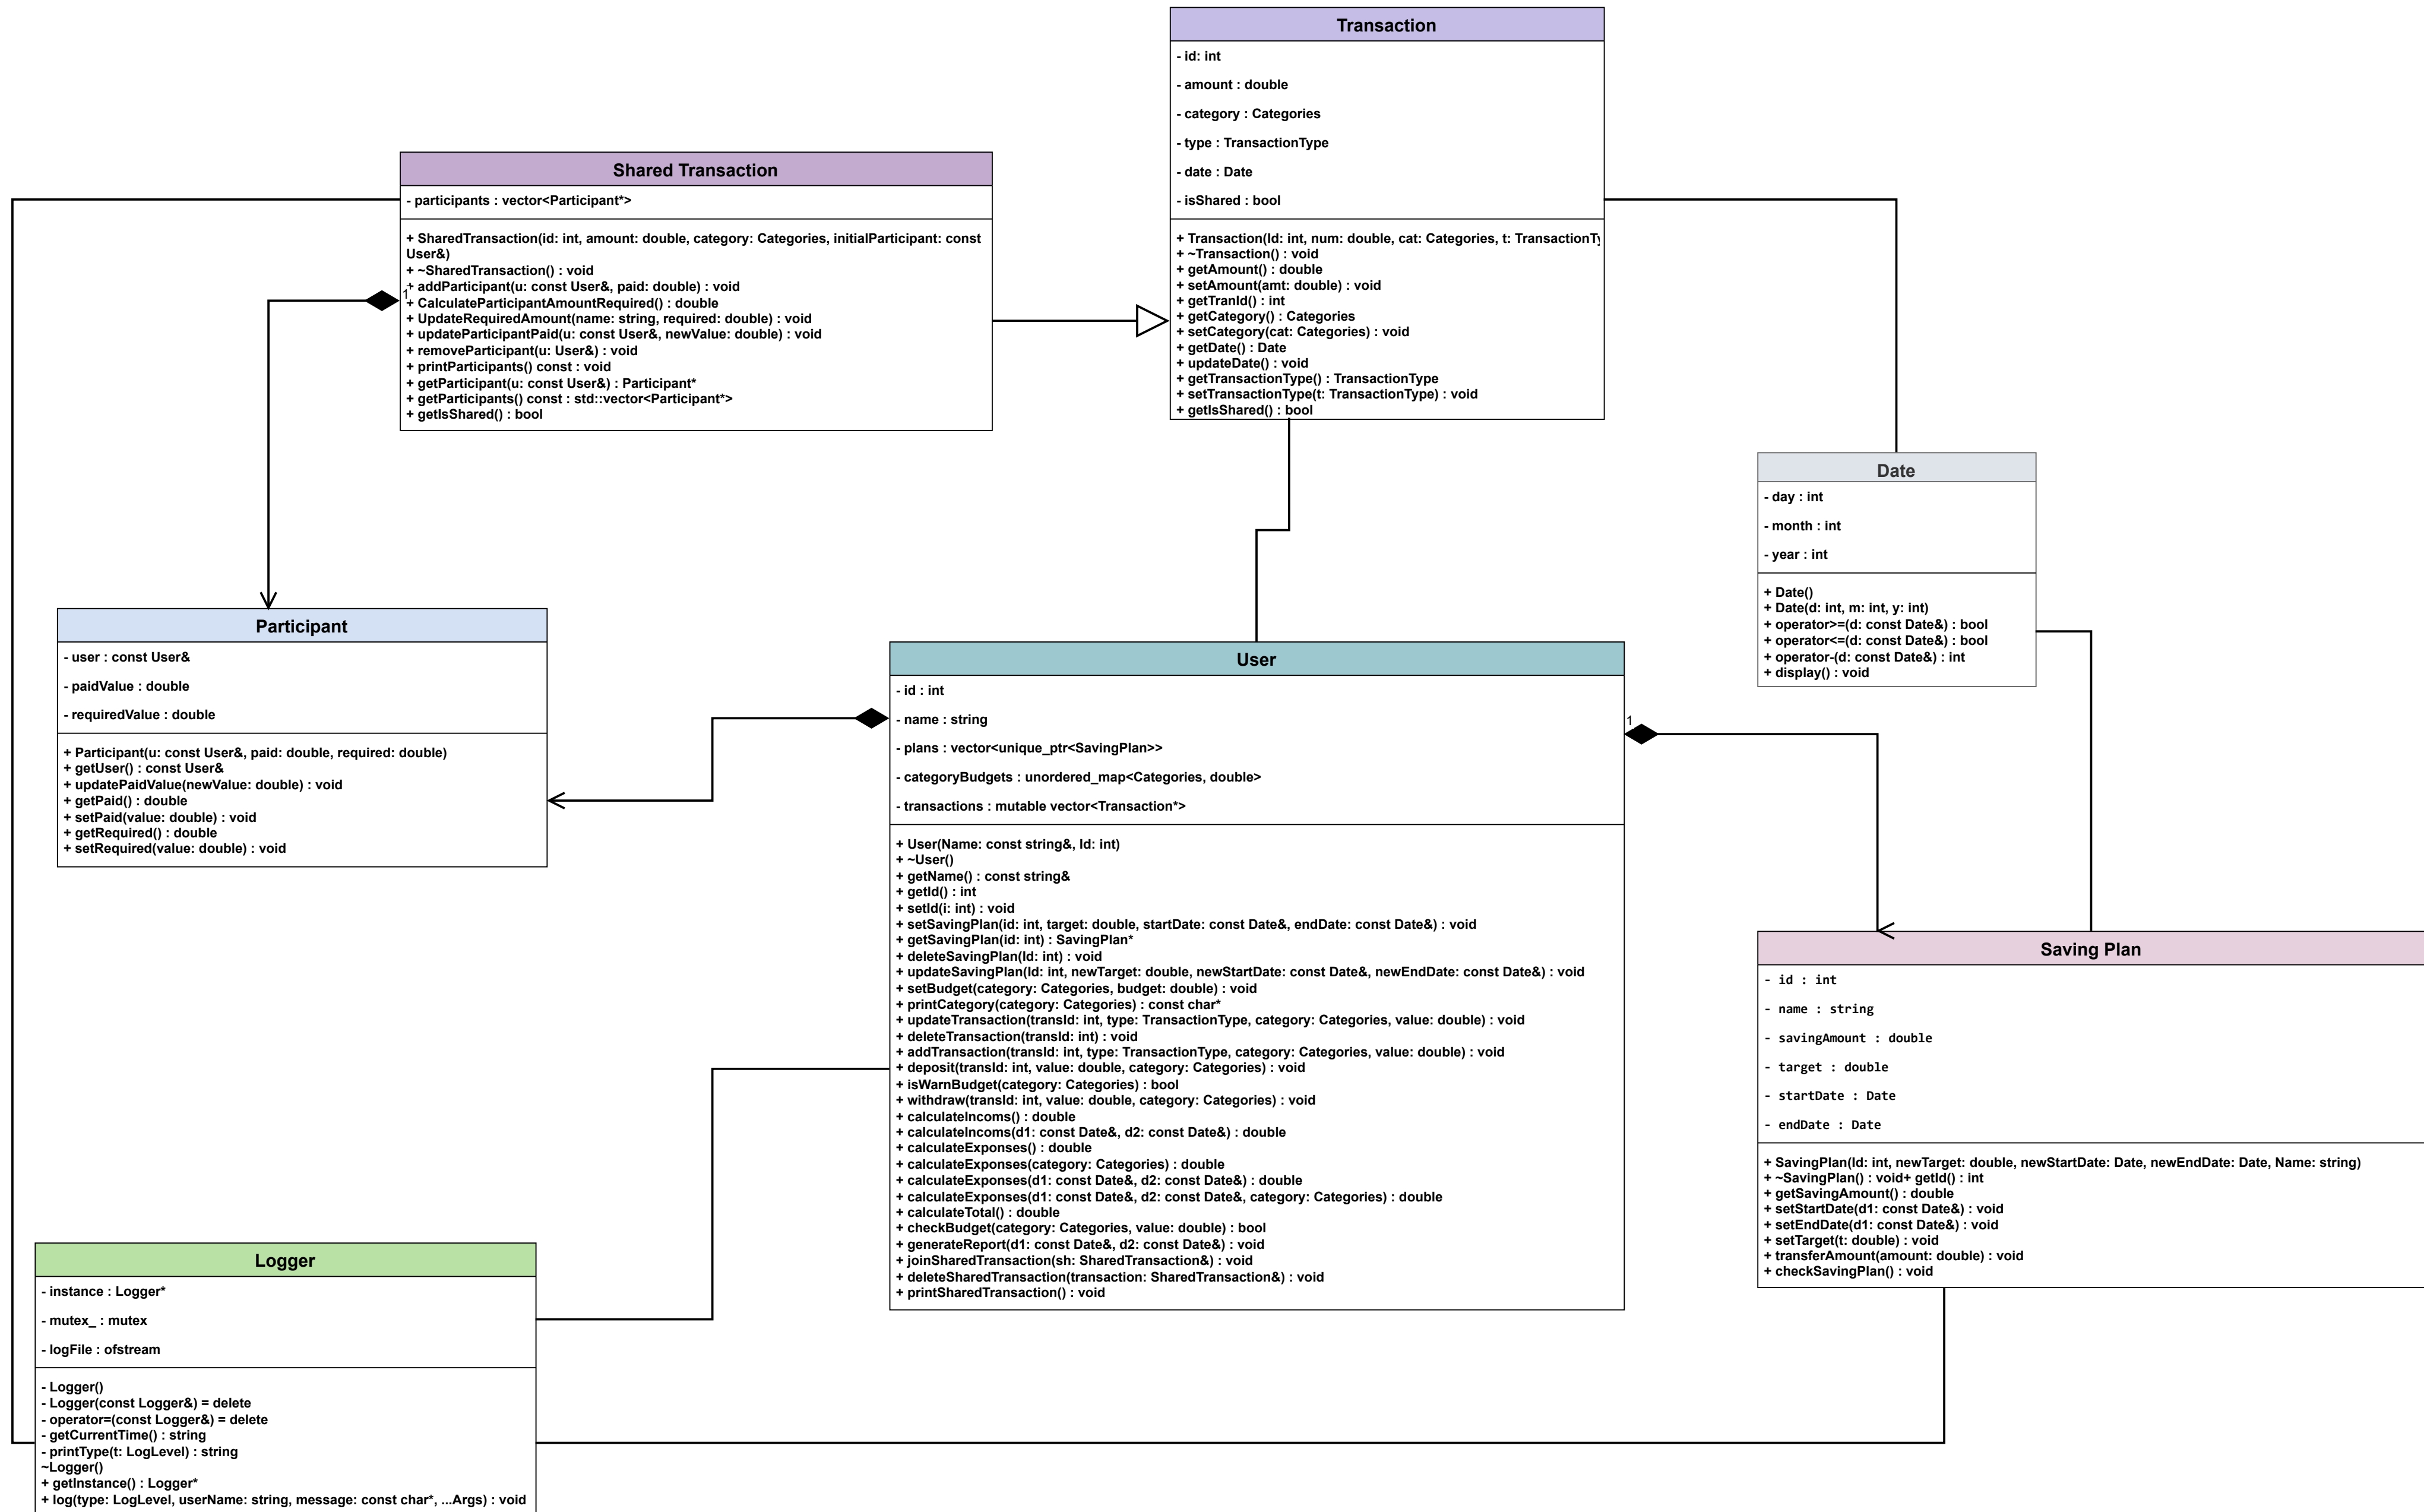 Transaction
- id: int
- amount : double
- category : Categories
- type : TransactionType
- date : Date
- isShared : bool
+ Transaction(Id: int, num: double, cat: Categories, t: TransactionTy
+ ~Transaction() : void
+ getAmount() : double
+ setAmount(amt: double) : void
+ getTranId() : int
+ getCategory() : Categories
+ setCategory(cat: Categories) : void
+ getDate() : Date
+ updateDate() : void
+ getTransactionType() : TransactionType
+ setTransactionType(t: TransactionType) : void
+ getIsShared() : bool
Shared Transaction
- participants : vector<Participant*>
+ SharedTransaction(id: int, amount: double, category: Categories, initialParticipant: const
User&)
+ ~SharedTransaction() : void
+ addParticipant(u: const User&, paid: double) : void
1
+ CalculateParticipantAmountRequired() : double
+ UpdateRequiredAmount(name: string, required: double) : void
+ updateParticipantPaid(u: const User&, newValue: double) : void
+ removeParticipant(u: User&) : void
+ printParticipants() const : void
+ getParticipant(u: const User&) : Participant*
+ getParticipants() const : std::vector<Participant*>
+ getIsShared() : bool
Date
- day : int
- month : int
- year : int
+ Date()
+ Date(d: int, m: int, y: int)
+ operator>=(d: const Date&) : bool
+ operator<=(d: const Date&) : bool
+ operator-(d: const Date&) : int
+ display() : void
Participant
- user : const User&
- paidValue : double
- requiredValue : double
+ Participant(u: const User&, paid: double, required: double)
+ getUser() : const User&
+ updatePaidValue(newValue: double) : void
+ getPaid() : double
+ setPaid(value: double) : void
+ getRequired() : double
+ setRequired(value: double) : void
User
- id : int
- name : string
- plans : vector<unique_ptr<SavingPlan>>
- categoryBudgets : unordered_map<Categories, double>
- transactions : mutable vector<Transaction*>
+ User(Name: const string&, Id: int)
+ ~User()
+ getName() : const string&
+ getId() : int
+ setId(i: int) : void
+ setSavingPlan(id: int, target: double, startDate: const Date&, endDate: const Date&) : void
+ getSavingPlan(id: int) : SavingPlan*
+ deleteSavingPlan(Id: int) : void
+ updateSavingPlan(Id: int, newTarget: double, newStartDate: const Date&, newEndDate: const Date&) : void
+ setBudget(category: Categories, budget: double) : void
+ printCategory(category: Categories) : const char*
+ updateTransaction(transId: int, type: TransactionType, category: Categories, value: double) : void
+ deleteTransaction(transId: int) : void
+ addTransaction(transId: int, type: TransactionType, category: Categories, value: double) : void
+ deposit(transId: int, value: double, category: Categories) : void
+ isWarnBudget(category: Categories) : bool
+ withdraw(transId: int, value: double, category: Categories) : void
+ calculateIncoms() : double
+ calculateIncoms(d1: const Date&, d2: const Date&) : double
+ calculateExponses() : double
+ calculateExponses(category: Categories) : double
+ calculateExponses(d1: const Date&, d2: const Date&) : double
+ calculateExponses(d1: const Date&, d2: const Date&, category: Categories) : double
+ calculateTotal() : double
+ checkBudget(category: Categories, value: double) : bool
+ generateReport(d1: const Date&, d2: const Date&) : void
+ joinSharedTransaction(sh: SharedTransaction&) : void
+ deleteSharedTransaction(transaction: SharedTransaction&) : void
+ printSharedTransaction() : void
1
Saving Plan
- id : int
- name : string
- savingAmount : double
- target : double
- startDate : Date
- endDate : Date
+ SavingPlan(Id: int, newTarget: double, newStartDate: Date, newEndDate: Date, Name: string)
+ ~SavingPlan() : void+ getId() : int
+ getSavingAmount() : double
+ setStartDate(d1: const Date&) : void
+ setEndDate(d1: const Date&) : void
+ setTarget(t: double) : void
+ transferAmount(amount: double) : void
+ checkSavingPlan() : void
Logger
- instance : Logger*
- mutex_ : mutex
- logFile : ofstream
- Logger()
- Logger(const Logger&) = delete
- operator=(const Logger&) = delete
- getCurrentTime() : string
- printType(t: LogLevel) : string
~Logger()
+ getInstance() : Logger*
+ log(type: LogLevel, userName: string, message: const char*, ...Args) : void